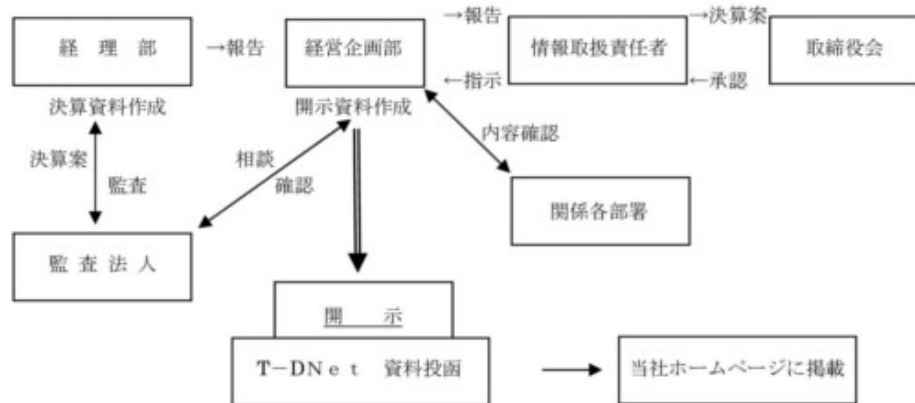 →報告
→決算案
経 理 部
→報告
経営企画部
情報取扱責任者
取締役会
←指示
←承認
決算資料作成
開示資料作成
内容確認
決算案
相談
監査
確認
関係各部署
監 査 法 人
開 示
T－DNet 資料投函
当社ホームページに掲載